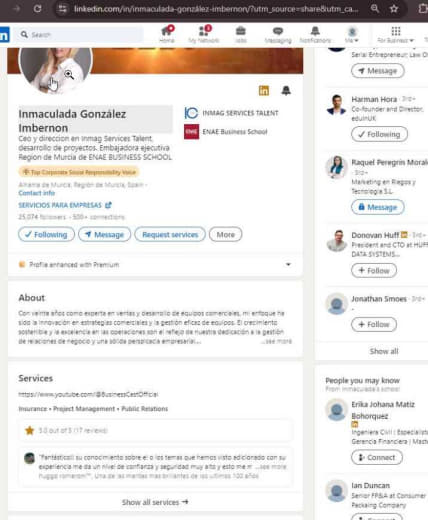 linkedin.com/in/inmaculada-gonzález-imbernon/?utm_source=share&utm_ca...
Search
Home
My Network
Jobs
Messaging
Notifications
Me
For Business
Inmaculada González
Imbernon
Ceo y direccion en Inmag Services Talent,
desarrollo de proyectos. Embajadora ejecutiva
Region de Murcia de ENAE BUSINESS SCHOOL
Top Corporate Social Responsibility Voice
Alhama de Murcia, Región de Murcia, Spain ·
Contact info
SERVICIOS PARA EMPRESAS
25,074 followers · 500+ connections
Following
Message
Request services
More
INMAG SERVICES TALENT
ENAE Business School
Profile enhanced with Premium
About
Con veinte años como experta en ventas y desarrollo de equipos comerciales, mi enfoque ha
sido la innovación en estrategias comerciales y la gestión eficaz de equipos. El crecimiento
sostenible y la excelencia en las operaciones son el reflejo de nuestra dedicación a la gestión
de relaciones de negocio y una sólida perspicacia empresarial.... ...see more
Services
https://www.youtube.com/@BusinessCastOfficial
Insurance • Project Management • Public Relations
5.0 out of 5 (17 reviews)
"Fantástico!! su conocimiento sobre el o los temas que hemos visto adicionado con su
experiencia me da un nivel de confianza y seguridad muy alto y esto me ...see more
Una de las mentes mas brillantes de los ultimos 100 años
Show all services →
Serial Entrepreneur, Law
Message
Harman Hora · 3rd+
Co-founder and Director,
eduinUK
Following
Raquel Peregrís Moral
· 3rd+
Marketing en Riegos y
Tecnología S.L.
Message
Donovan Huff · 3rd+
President and CTO at HUFF
DATA SYSTEMS...
+ Follow
Jonathan Smoes · 3rd+
-
+ Follow
Show all
People you may know
From Inmaculada's school
Erika Johana Matiz
Bohorquez
Ingeniera Civil | Especialist
Gerencia Financiera | Mast
Connect
Ian Duncan
Senior FP&A at Consumer
Packaing Company
Connect